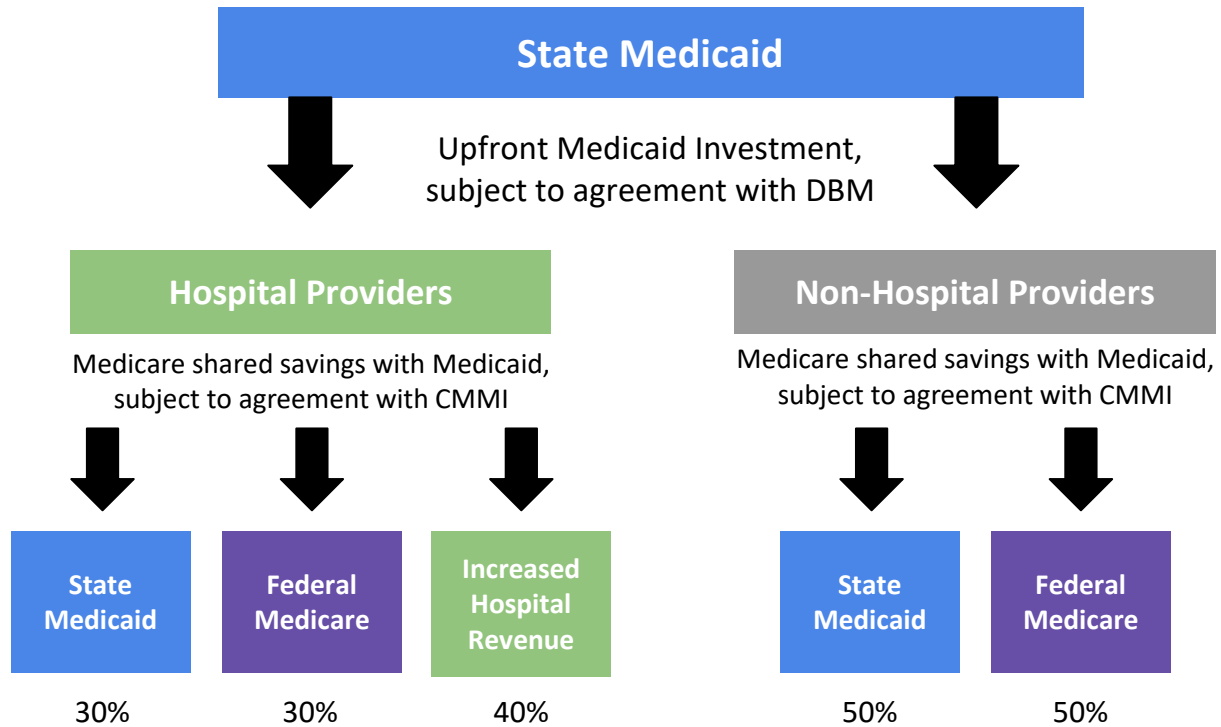 State Medicaid
Upfront Medicaid Investment,
subject to agreement with DBM
Hospital Providers
Non-Hospital Providers
Medicare shared savings with Medicaid,
subject to agreement with CMMI
Medicare shared savings with Medicaid,
subject to agreement with CMMI
State
Medicaid
Federal
Medicare
Increased
Hospital
Revenue
State
Medicaid
Federal
Medicare
30%
30%
40%
50%
50%